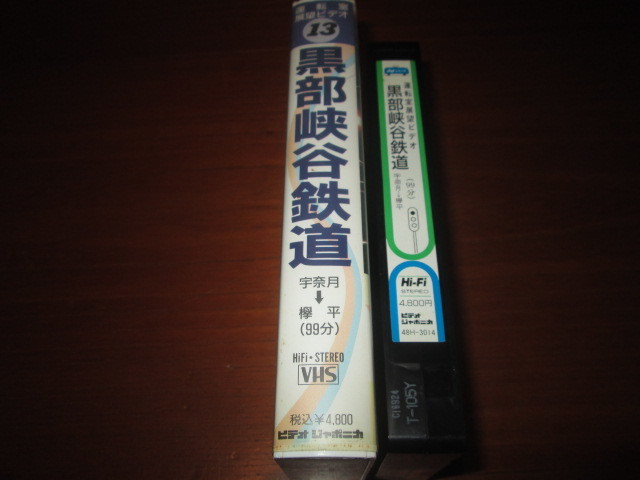 運転室
展望ビデオ
13
黒部峡谷鉄道
宇奈月
↓
欅平
(99分)
HiFi・STEREO
VHS
税込¥4,800
ビデオ ジャポニカ
運転室展望ビデオ
黒部峡谷鉄道
(99分)
宇奈月→欅平
Hi-Fi
STEREO
4,800円
ビデオ
ジャポニカ
48H-3014
T-105Y